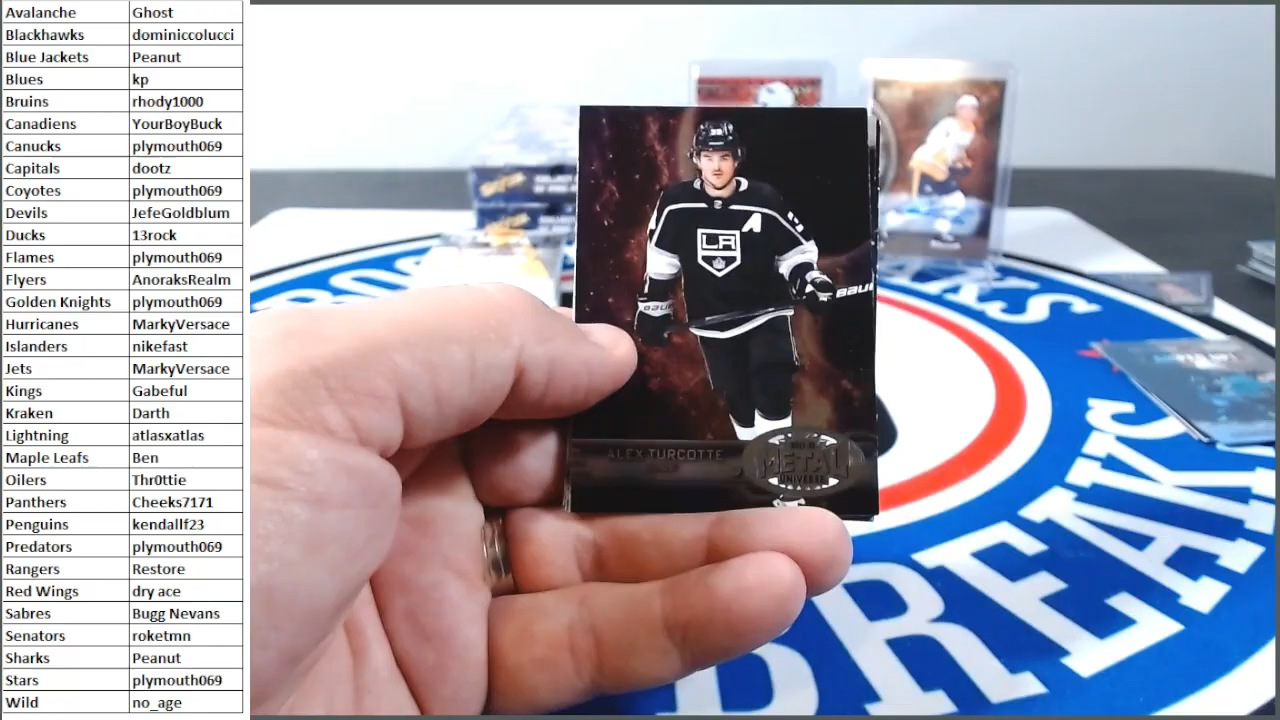 Avalanche Ghost
Blackhawks dominiccolucci
Blue Jackets Peanut
Blues kp
Bruins rhody1000
Canadiens YourBoyBuck
Canucks plymouth069
Capitals dootz
Coyotes plymouth069
Devils JefeGoldblum
Ducks 13rock
Flames plymouth069
Flyers AnoraksRealm
Golden Knights plymouth069
Hurricanes MarkyVersace
Islanders nikefast
Jets MarkyVersace
Kings Gabeful
Kraken Darth
Lightning atlasxatlas
Maple Leafs Ben
Oilers Thr0ttie
Panthers Cheeks7171
Penguins kendallf23
Predators plymouth069
Rangers Restore
Red Wings dry ace
Sabres Bugg Nevans
Senators roketmn
Sharks Peanut
Stars plymouth069
Wild no_age
A
LA
BAUER
ALEX TURCOTTE
METAL
UNIVERSE
BREAKS